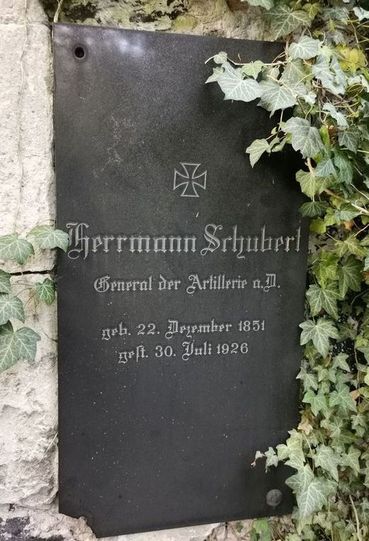 Herrmann Schubert
General der Artillerie a.D.
geb. 22. Dezember 1851
gest. 30. Juli 1926